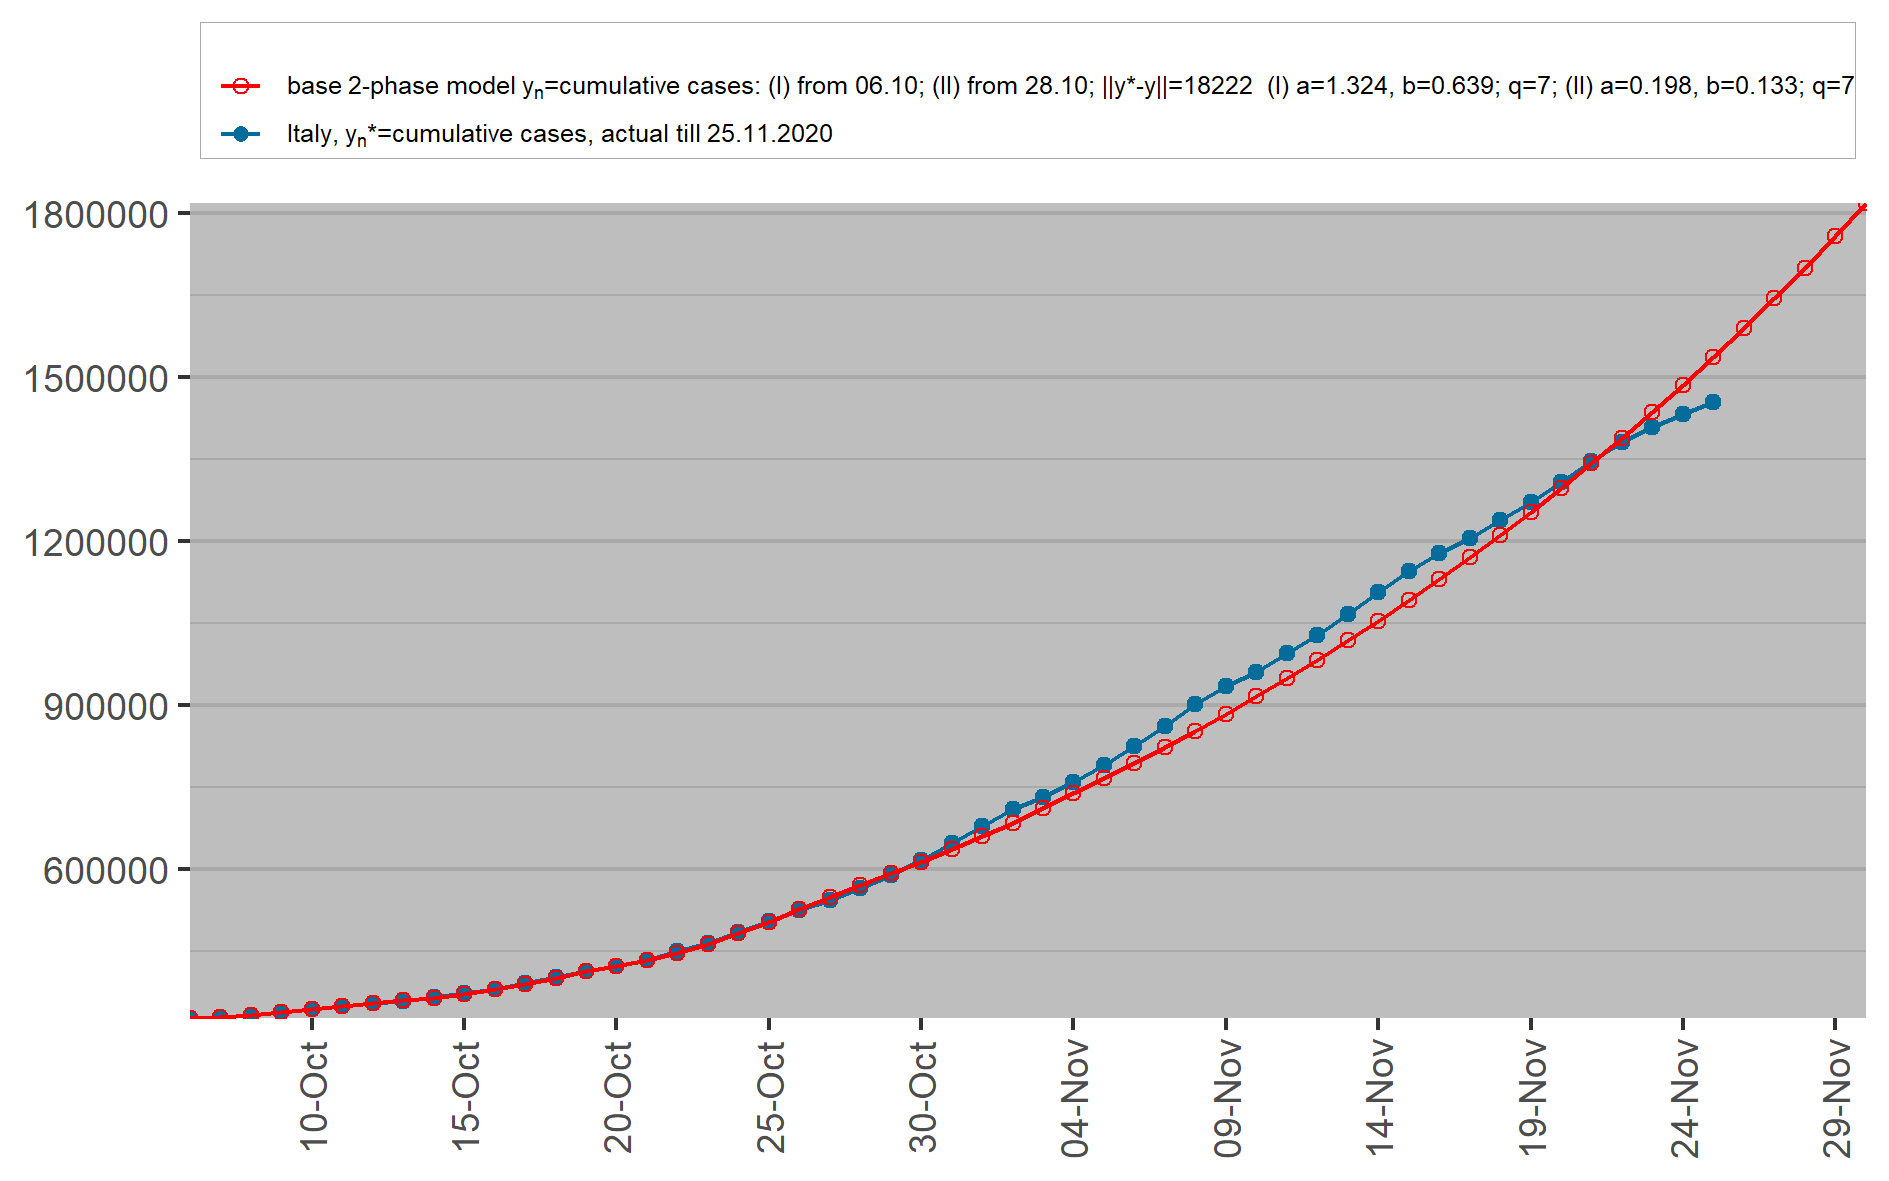 base 2-phase model yn=cumulative cases: (I) from 06.10; (II) from 28.10; ||y*-y||=18222 (I) a=1.324, b=0.639; q=7; (II) a=0.198, b=0.133; q=7
Italy, yn*=cumulative cases, actual till 25.11.2020
1800000
1500000
1200000
900000
600000
10-Oct
15-Oct
20-Oct
25-Oct
30-Oct
04-Nov
09-Nov
14-Nov
19-Nov
24-Nov
29-Nov